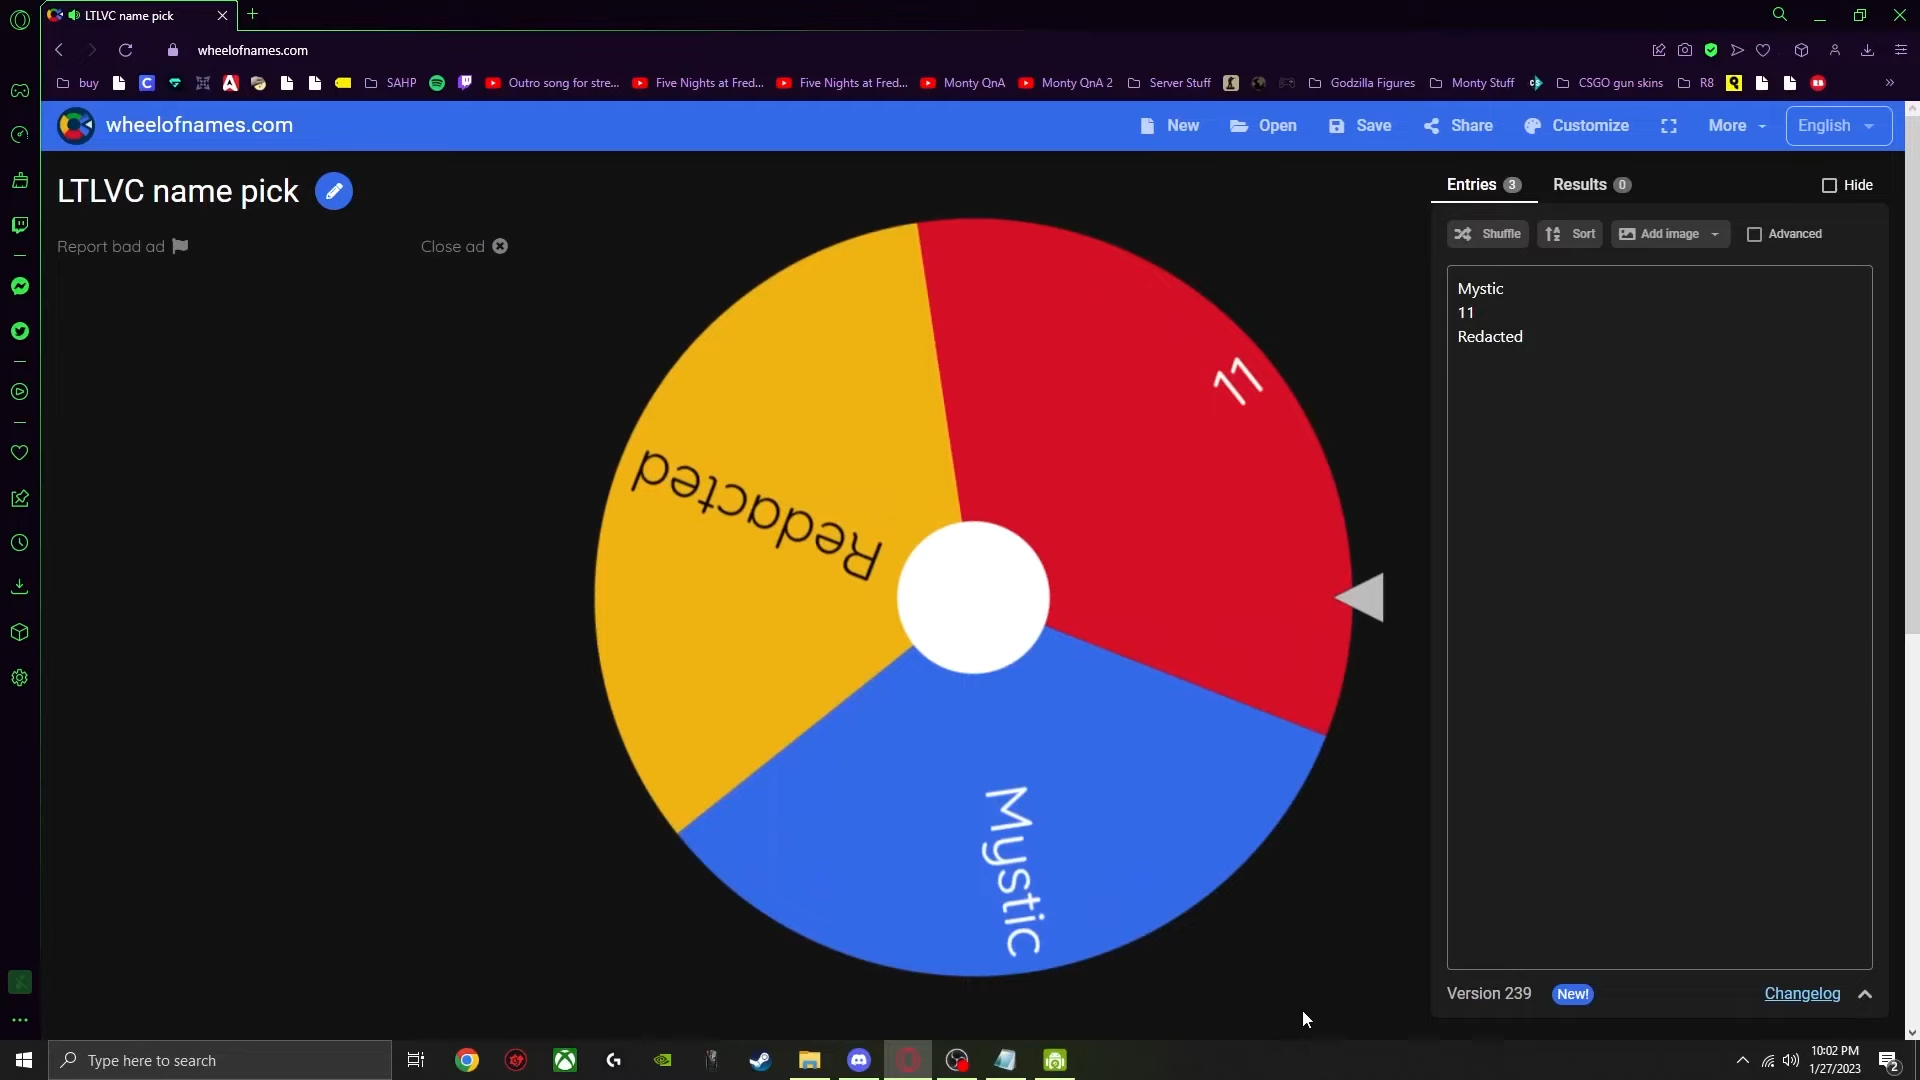 LTLVC name pick
wheelofnames.com
buy
SAHP
Outro song for stre...
Five Nights at Fred...
Five Nights at Fred...
Monty QnA
Monty QnA 2
Server Stuff
Godzilla Figures
Monty Stuff
CSGO gun skins
R8
»
wheelofnames.com
New
Open
Save
Share
Customize
More
English
LTLVC name pick
Report bad ad
Close ad
Entries 3
Results 0
Hide
Shuffle
Sort
Add image
Advanced
Mystic
11
Redacted
11
Redacted
Mystic
Version 239
New!
Changelog
Type here to search
10:02 PM
1/27/2023
2